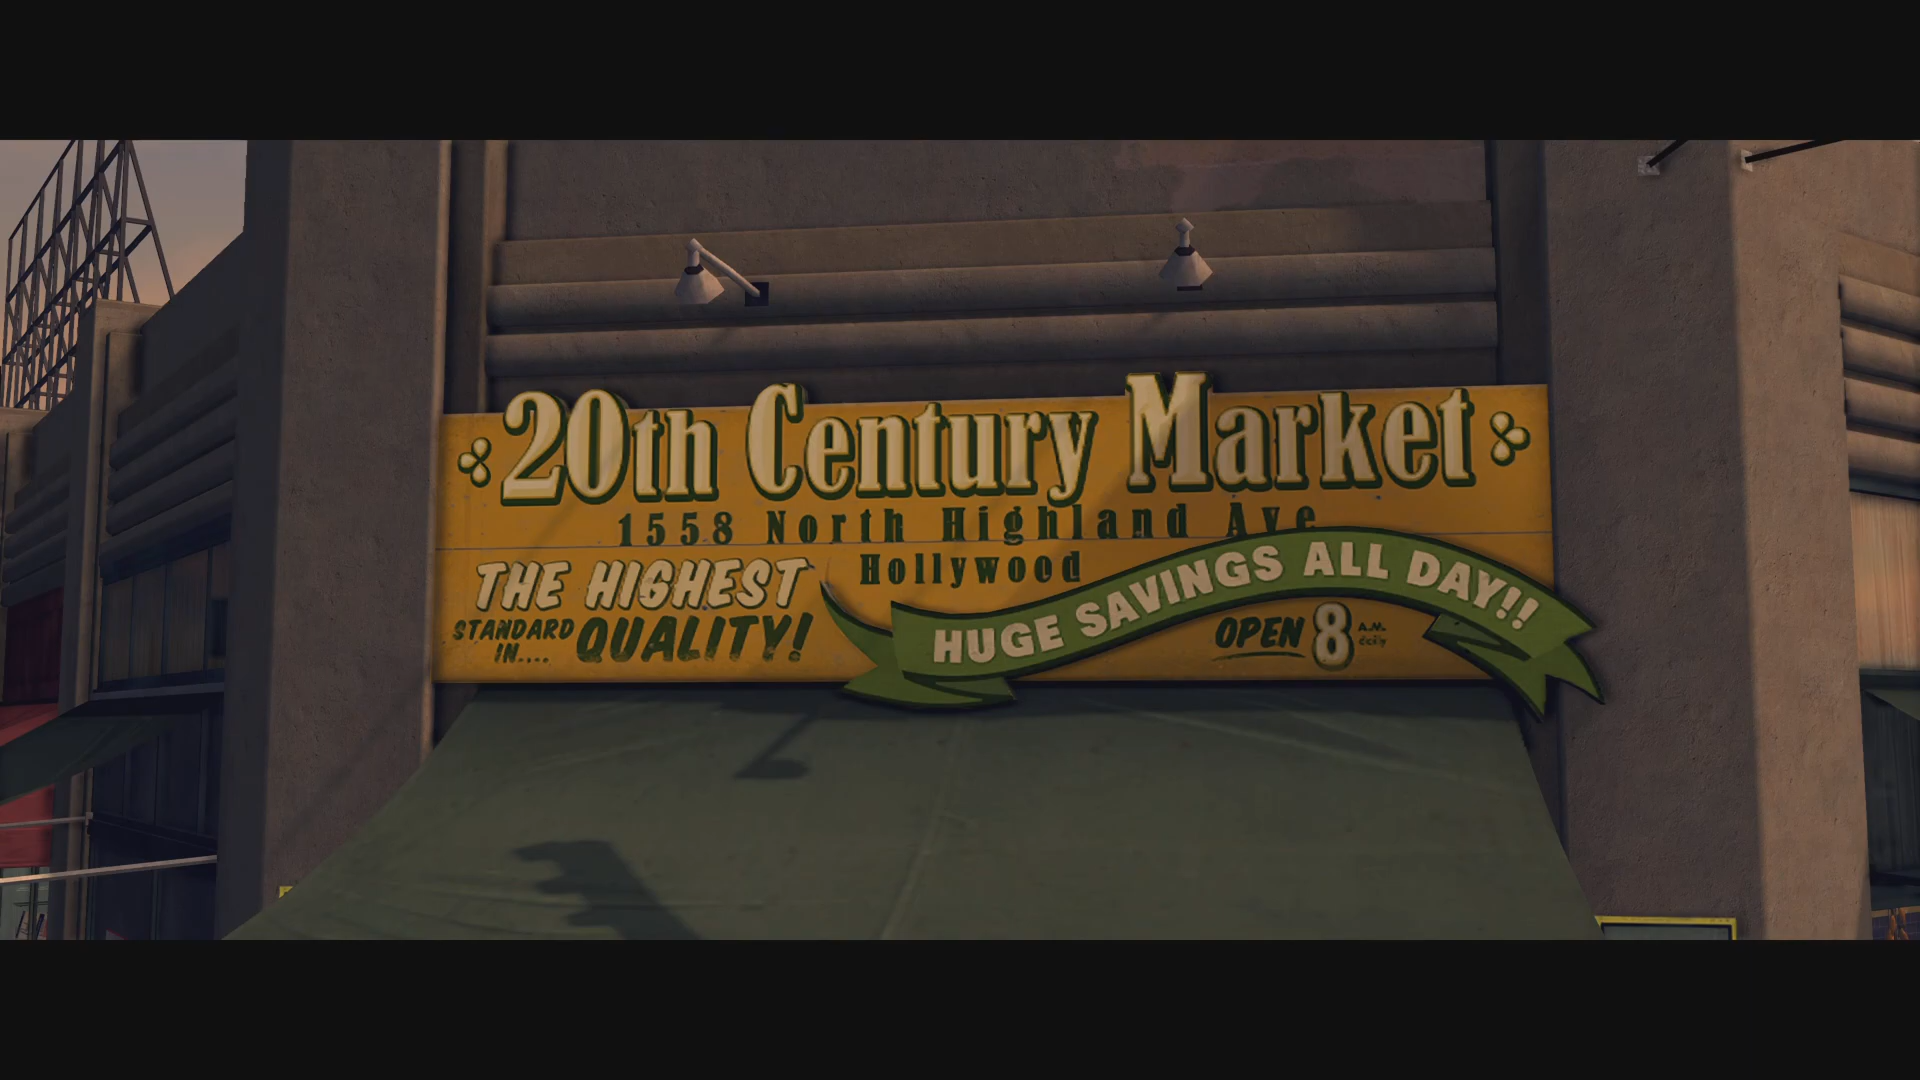 20th Century Market
1558 North Highland Ave
Hollywood
THE HIGHEST
STANDARD
IN....
QUALITY!
HUGE SAVINGS ALL DAY!!
OPEN 8 A.M.
daily